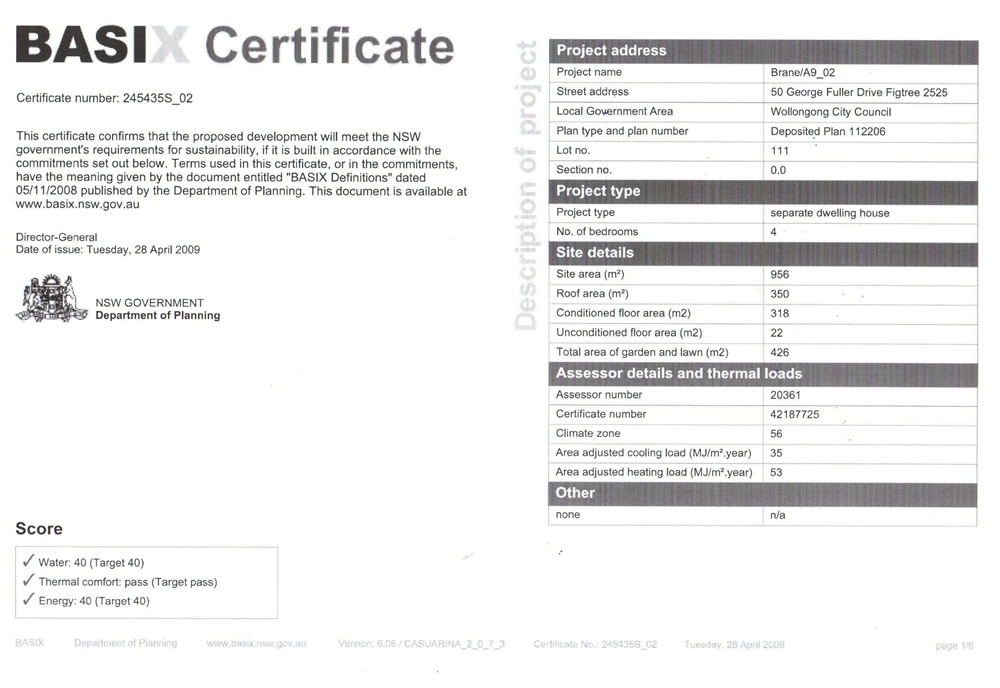 BASIX Certificate
Certificate number: 245435S_02
This certificate confirms that the proposed development will meet the NSW
government's requirements for sustainability, if it is built in accordance with the
commitments set out below. Terms used in this certificate, or in the commitments,
have the meaning given by the document entitled "BASIX Definitions" dated
05/11/2008 published by the Department of Planning. This document is available at
www.basix.nsw.gov.au
Director-General
Date of issue: Tuesday, 28 April 2009
NSW GOVERNMENT
Department of Planning
Score
Water: 40 (Target 40)
Thermal comfort: pass (Target pass)
Energy: 40 (Target 40)
Description of project
Project address
Project name Brane/A9_02
Street address 50 George Fuller Drive Figtree 2525
Local Government Area Wollongong City Council
Plan type and plan number Deposited Plan 112206
Lot no. 111
Section no. 0.0
Project type
Project type separate dwelling house
No. of bedrooms 4
Site details
Site area (m²) 956
Roof area (m²) 350
Conditioned floor area (m2) 318
Unconditioned floor area (m2) 22
Total area of garden and lawn (m2) 426
Assessor details and thermal loads
Assessor number 20361
Certificate number 42187725
Climate zone 56
Area adjusted cooling load (MJ/m².year) 35
Area adjusted heating load (MJ/m².year) 53
Other
none n/a
BASIX Department of Planning www.basix.nsw.gov.au Version: 6.06 / CASUARINA_2_0_7_3 Certificate No.: 245435S_02 Tuesday, 28 April 2009 page 1/6